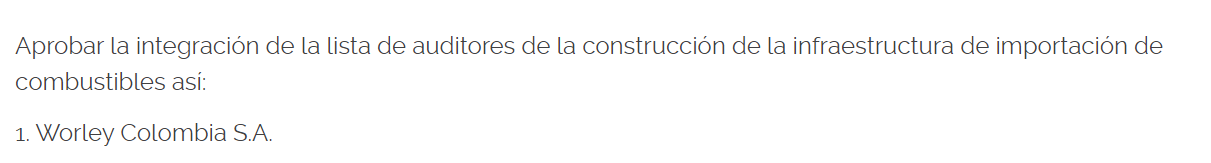 Aprobar la integración de la lista de auditores de la construcción de la infraestructura de importación de
combustibles así:
1. Worley Colombia S.A.